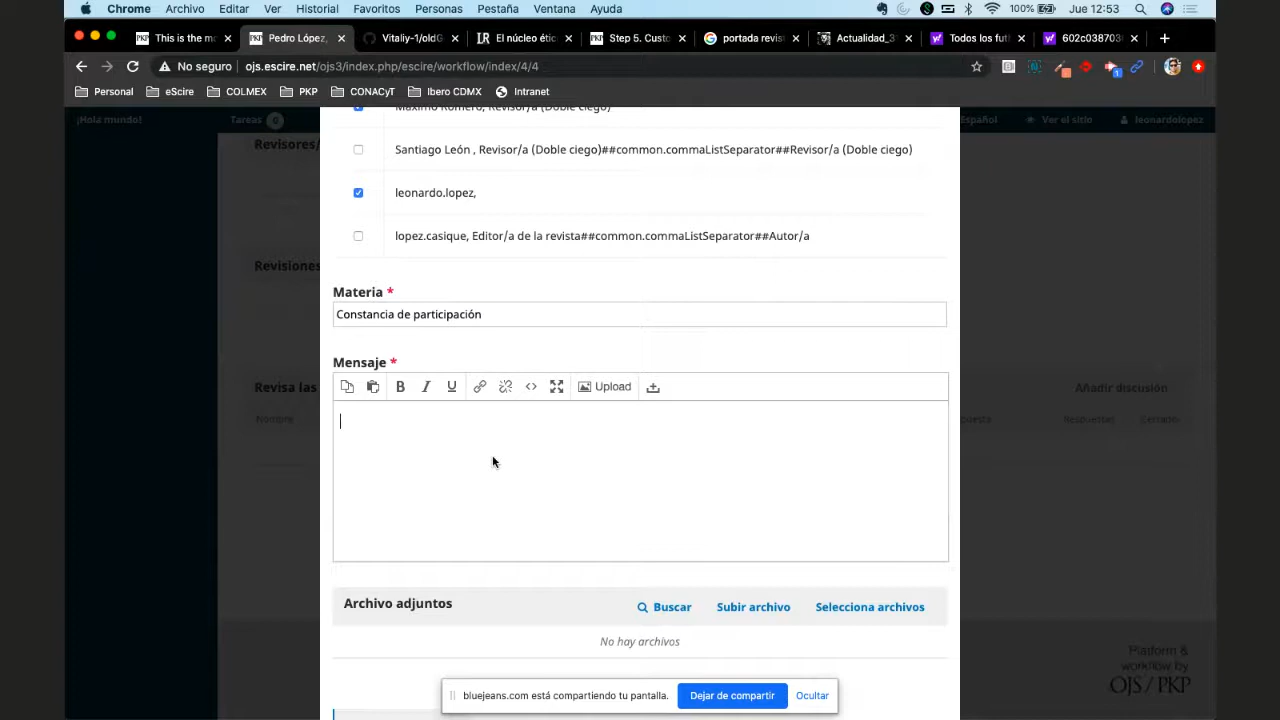 Chrome Archivo Editar Ver Historial Favoritos Personas Pestaña Ventana Ayuda 100% Jue 12:53
PKP This is the m PKP Pedro López, Vitaliy-1/oldG IR El núcleo étic PKP Step 5. Custo portada revis Actualidad_3 Todos los fut 602c038703
No seguro ojs.escire.net/ojs3/index.php/escire/workflow/index/4/4
Personal eScire COLMEX PKP CONACyT Ibero CDMX Intranet
¡Hola mundo! Tareas 0 Español Ver el sitio leonardolopez
Máximo Romero, Revisor/a (Doble ciego)
Revisores/
Santiago León , Revisor/a (Doble ciego)##common.commaListSeparator##Revisor/a (Doble ciego)
leonardo.lopez,
lopez.casique, Editor/a de la revista##common.commaListSeparator##Autor/a
Revisiones
Materia *
Constancia de participación
Mensaje *
Upload
Revisa las Añadir discusión
Nombre Respuestas Cerrado
Archivo adjuntos Buscar Subir archivo Selecciona archivos
No hay archivos
Platform &
workflow by
OJS / PKP
bluejeans.com está compartiendo tu pantalla. Dejar de compartir Ocultar